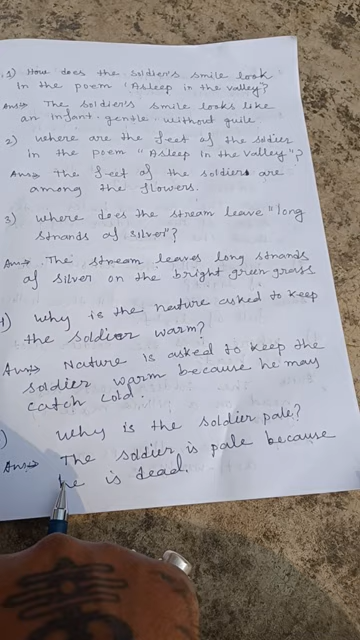 1) How does the soldier's smile look
In the poem 'Asleep in the valley?
Ans→ The soldier's smile looks like
an infant-gentle, without guile
2) where are the feet of the soldier
in the poem "Asleep In the valley"?
Ans→ The feet of the soldiers are
among the flowers.
3) where does the stream leave "long
strands of silver"?
Ans→ The stream leaves long strands
of silver on the bright green grass
4) why is the nature asked to keep
the soldier warm?
Ans→ Nature is asked to keep the
soldier warm because he may
catch cold.
) why is the soldier pale?
Ans→ The soldier is pale because
he is dead.